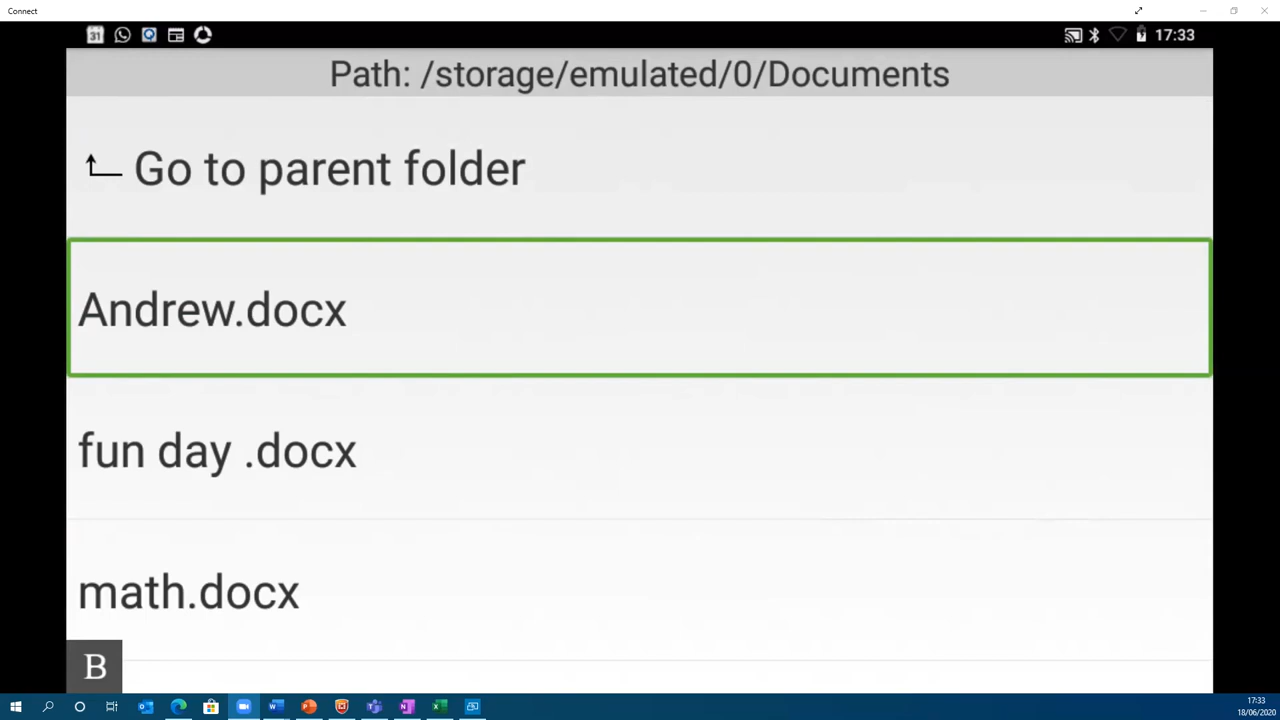 Connect
31
17:33
Path: /storage/emulated/0/Documents
Go to parent folder
Andrew.docx
fun day .docx
math.docx
B
17:33
18/06/2020